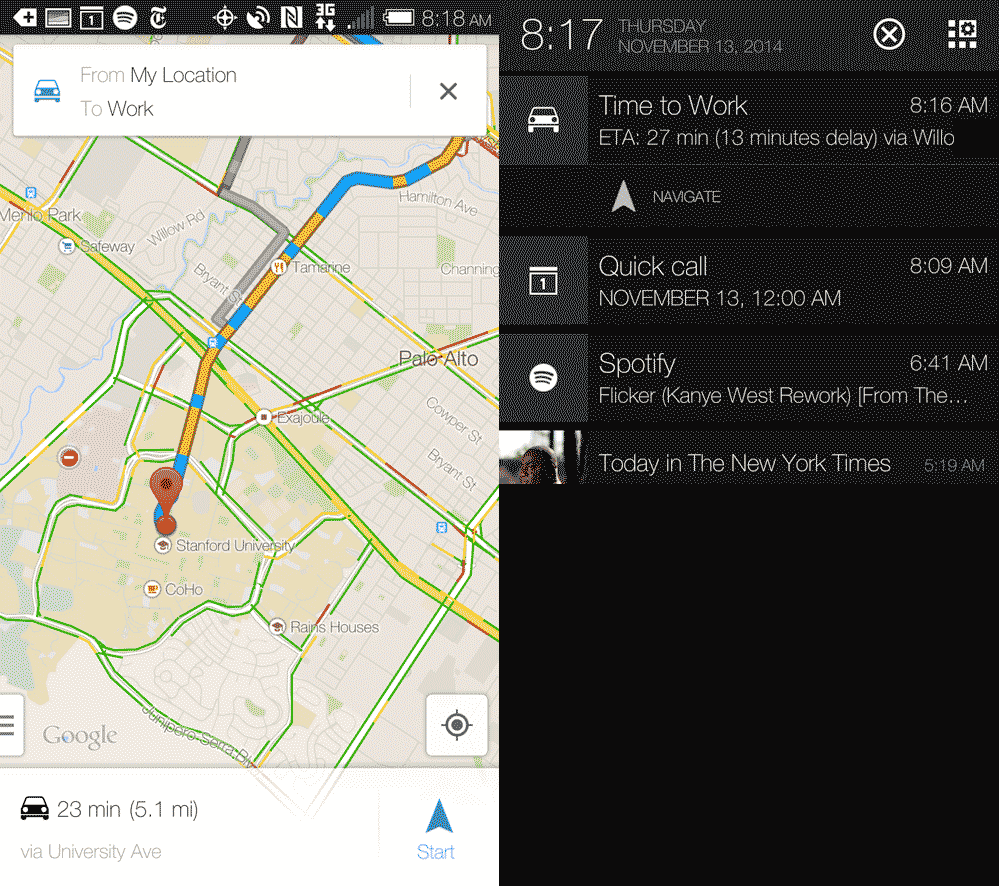 3G
8:18 AM
From My Location
To Work
Hamilton Ave
Menlo Park
Willow Rd
Safeway
Bryant St
Tamarine
Channing
Palo Alto
Exajoule
Cowper St
Bryant St
Stanford University
CoHo
Rains Houses
Junipero Serra Blv
Google
23 min (5.1 mi)
via University Ave
Start
8:17
THURSDAY
NOVEMBER 13, 2014
Time to Work 8:16 AM
ETA: 27 min (13 minutes delay) via Willo
NAVIGATE
1
Quick call 8:09 AM
NOVEMBER 13, 12:00 AM
Spotify 6:41 AM
Flicker (Kanye West Rework) [From The...
Today in The New York Times 5:19 AM